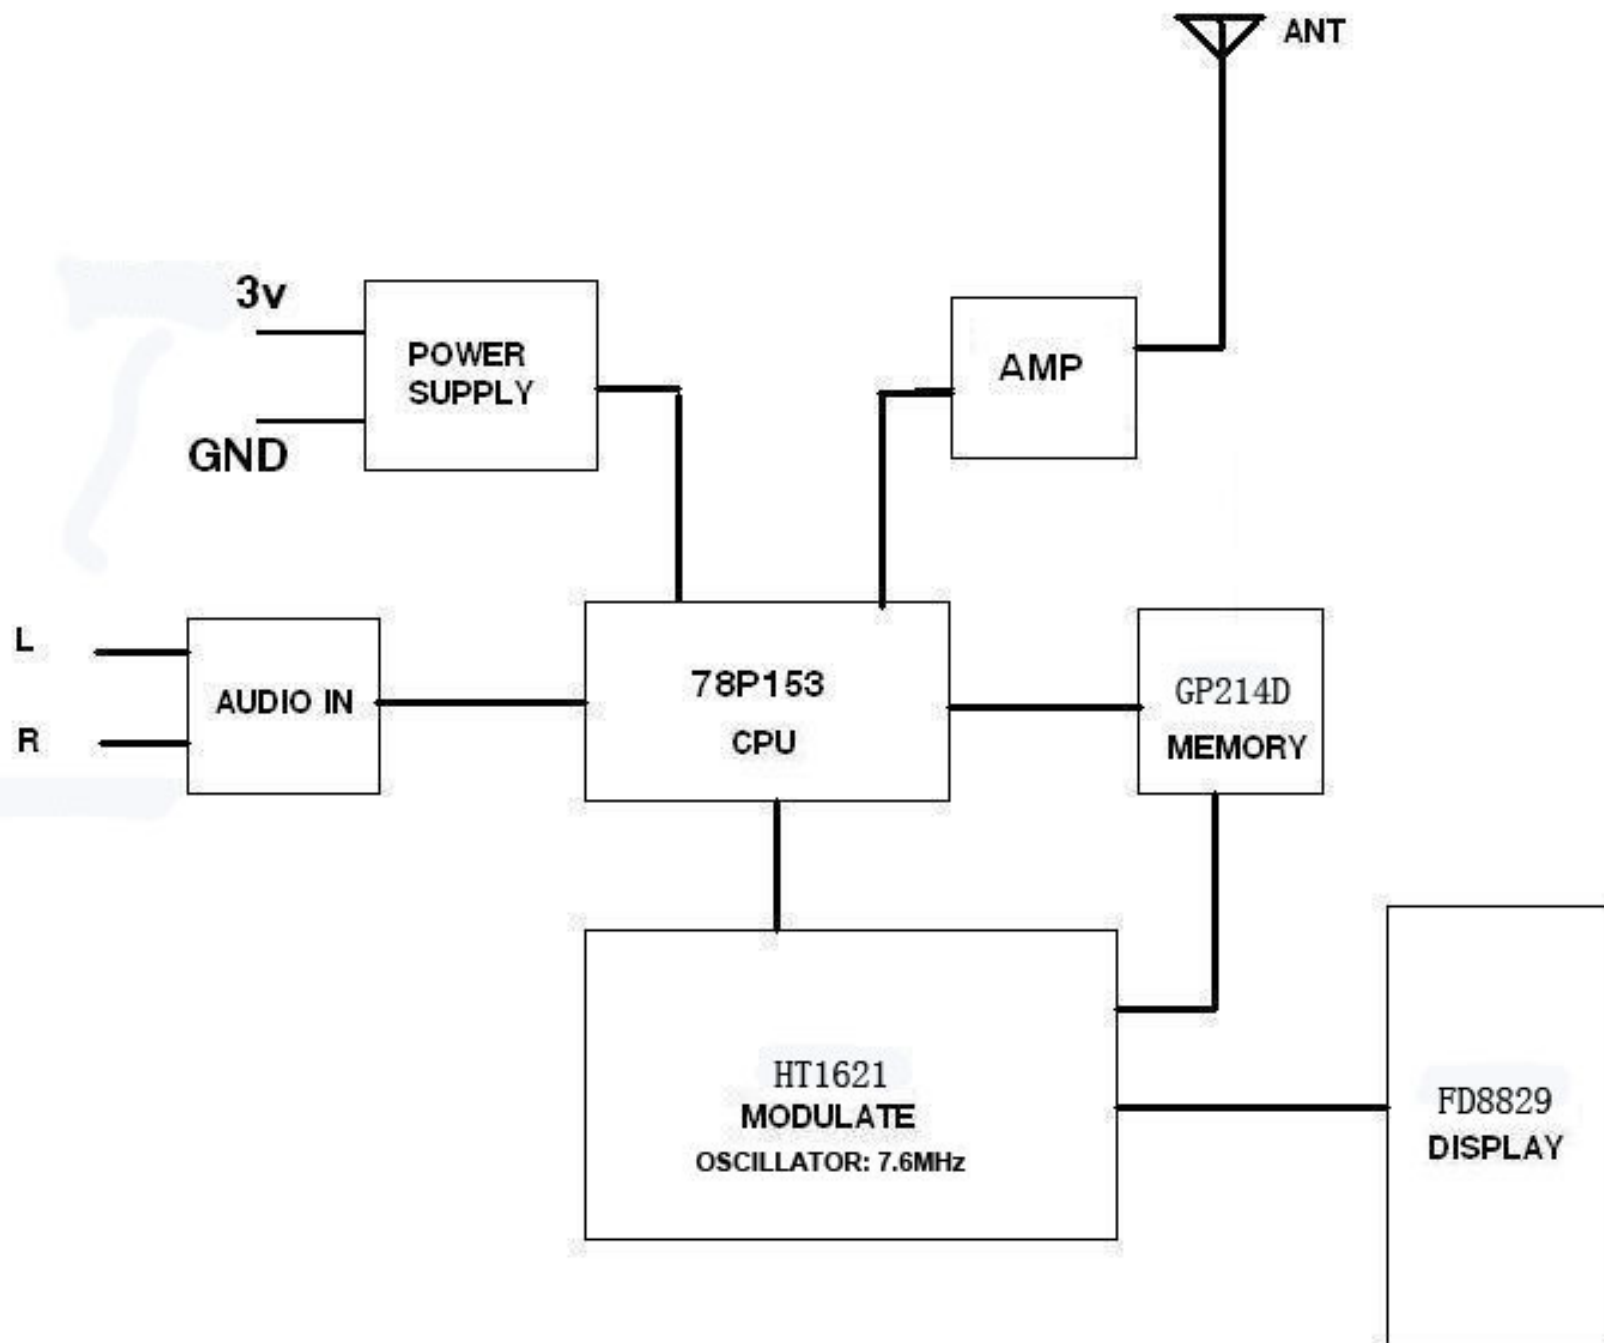 ANT
3v
POWER
SUPPLY
GND
AMP
L
R
AUDIO IN
78P153
CPU
GP214D
MEMORY
HT1621
MODULATE
OSCILLATOR: 7.6MHz
FD8829
DISPLAY